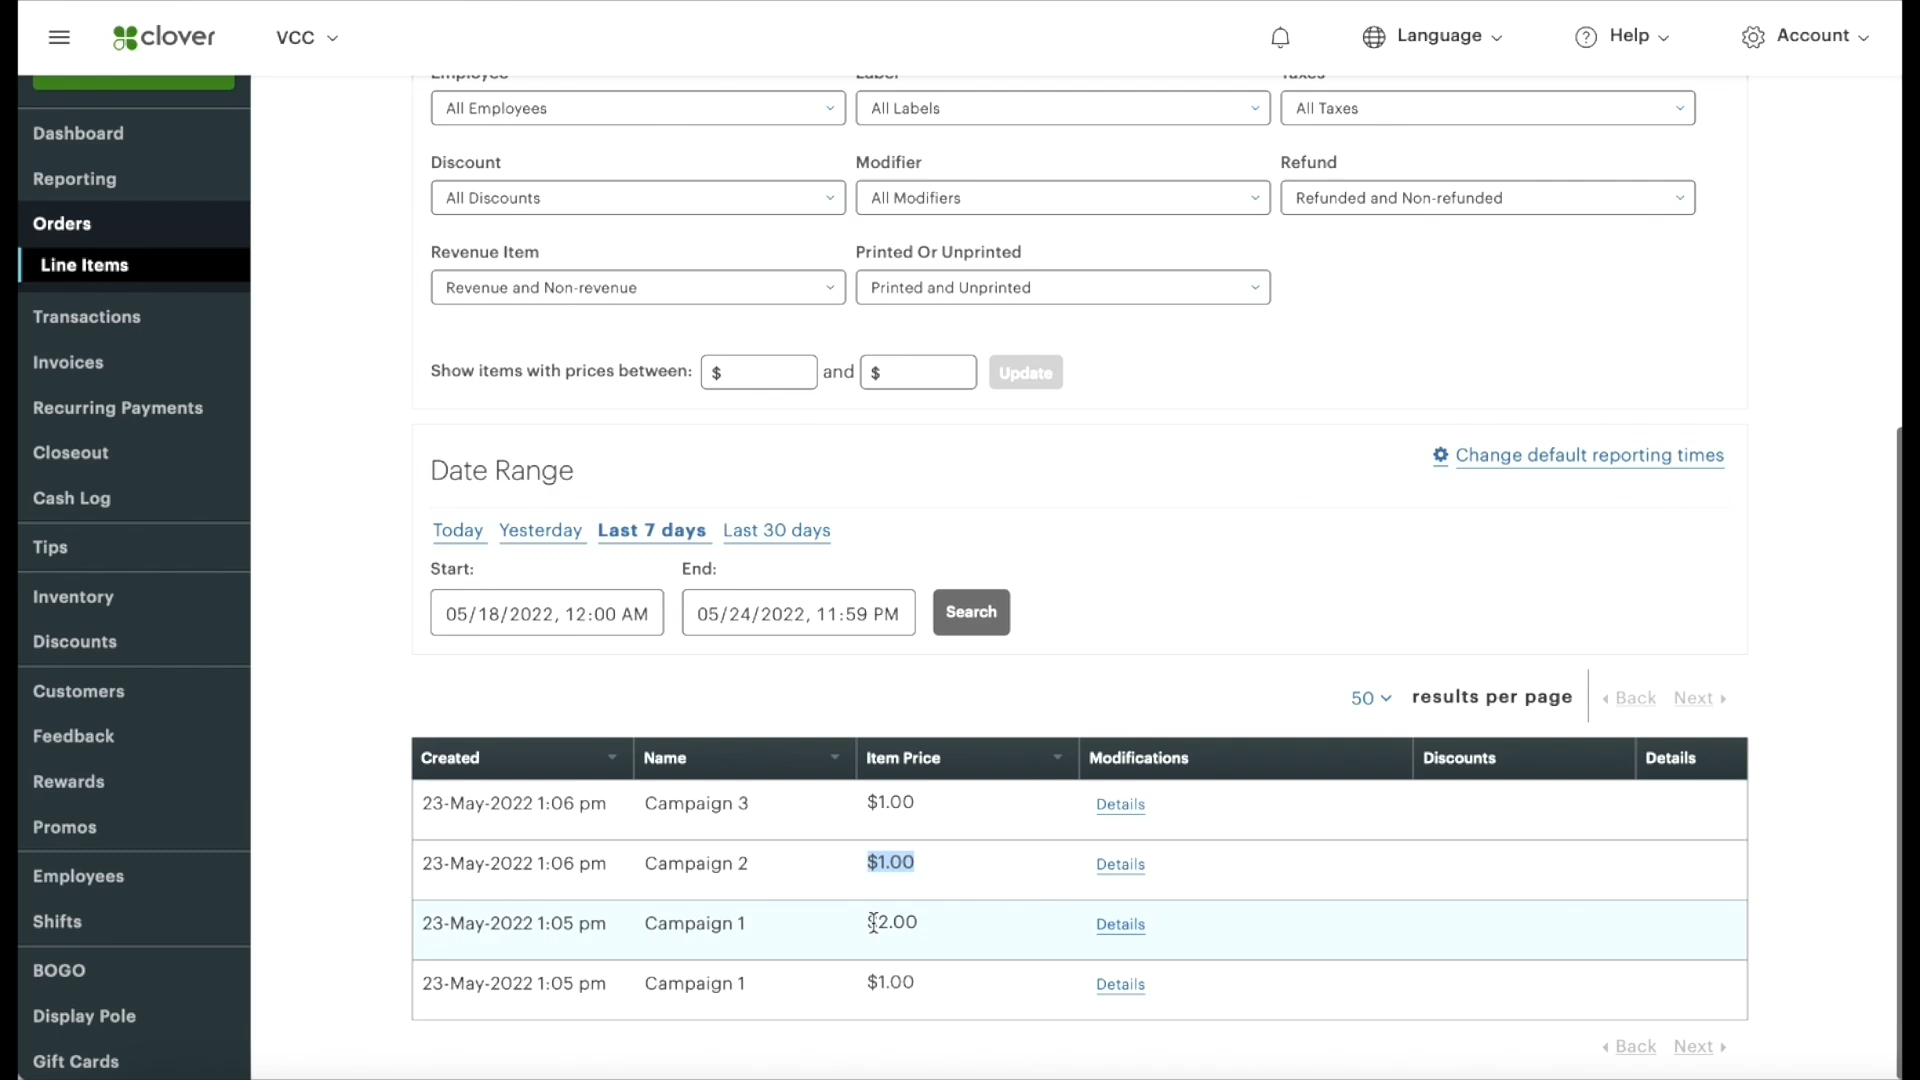 clover
VCC
Language
Help
Account
Dashboard
Reporting
Orders
Line Items
Transactions
Invoices
Recurring Payments
Closeout
Cash Log
Tips
Inventory
Discounts
Customers
Feedback
Rewards
Promos
Employees
Shifts
BOGO
Display Pole
Gift Cards
Employee Label Taxes
All Employees All Labels All Taxes
Discount Modifier Refund
All Discounts All Modifiers Refunded and Non-refunded
Revenue Item Printed Or Unprinted
Revenue and Non-revenue Printed and Unprinted
Show items with prices between: $ and $ Update
Date Range Change default reporting times
Today Yesterday Last 7 days Last 30 days
Start: End:
05/18/2022, 12:00 AM 05/24/2022, 11:59 PM Search
50 results per page Back Next
Created Name Item Price Modifications Discounts Details
23-May-2022 1:06 pm Campaign 3 $1.00 Details
23-May-2022 1:06 pm Campaign 2 $1.00 Details
23-May-2022 1:05 pm Campaign 1 $2.00 Details
23-May-2022 1:05 pm Campaign 1 $1.00 Details
Back Next